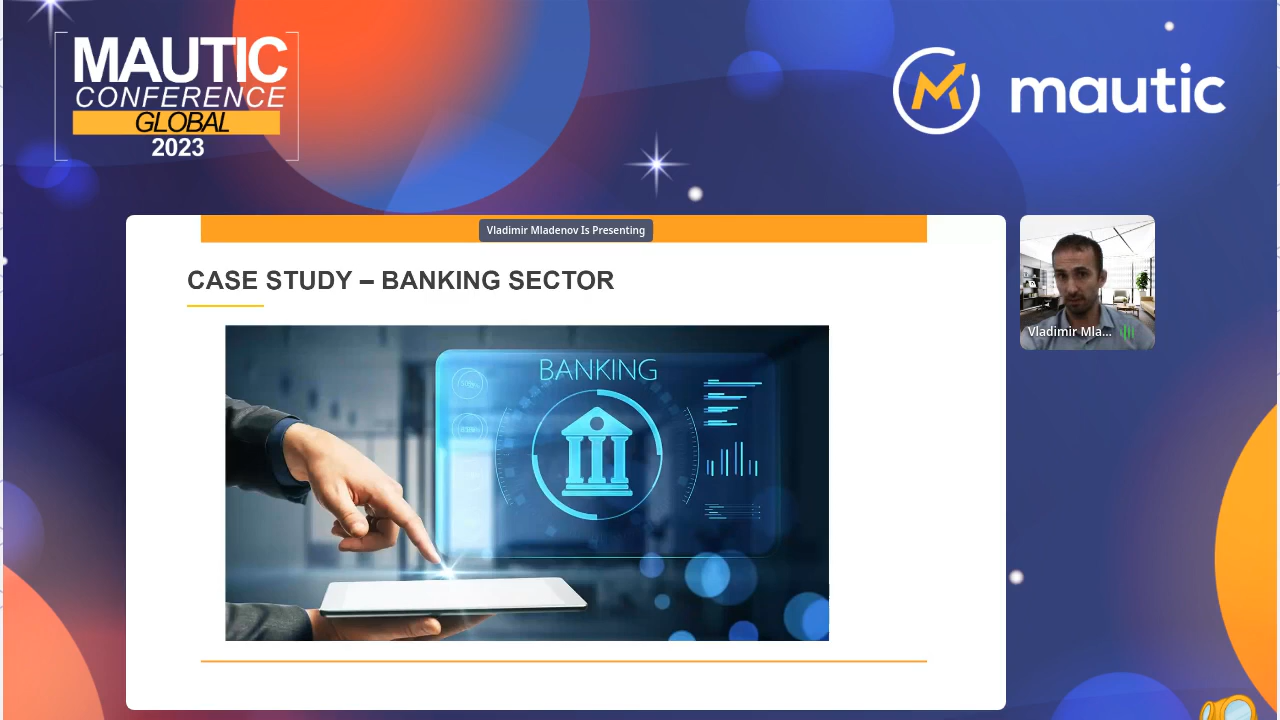 MAUTIC
CONFERENCE
GLOBAL
2023
mautic
Vladimir Mladenov Is Presenting
CASE STUDY – BANKING SECTOR
BANKING
Vladimir Mla...